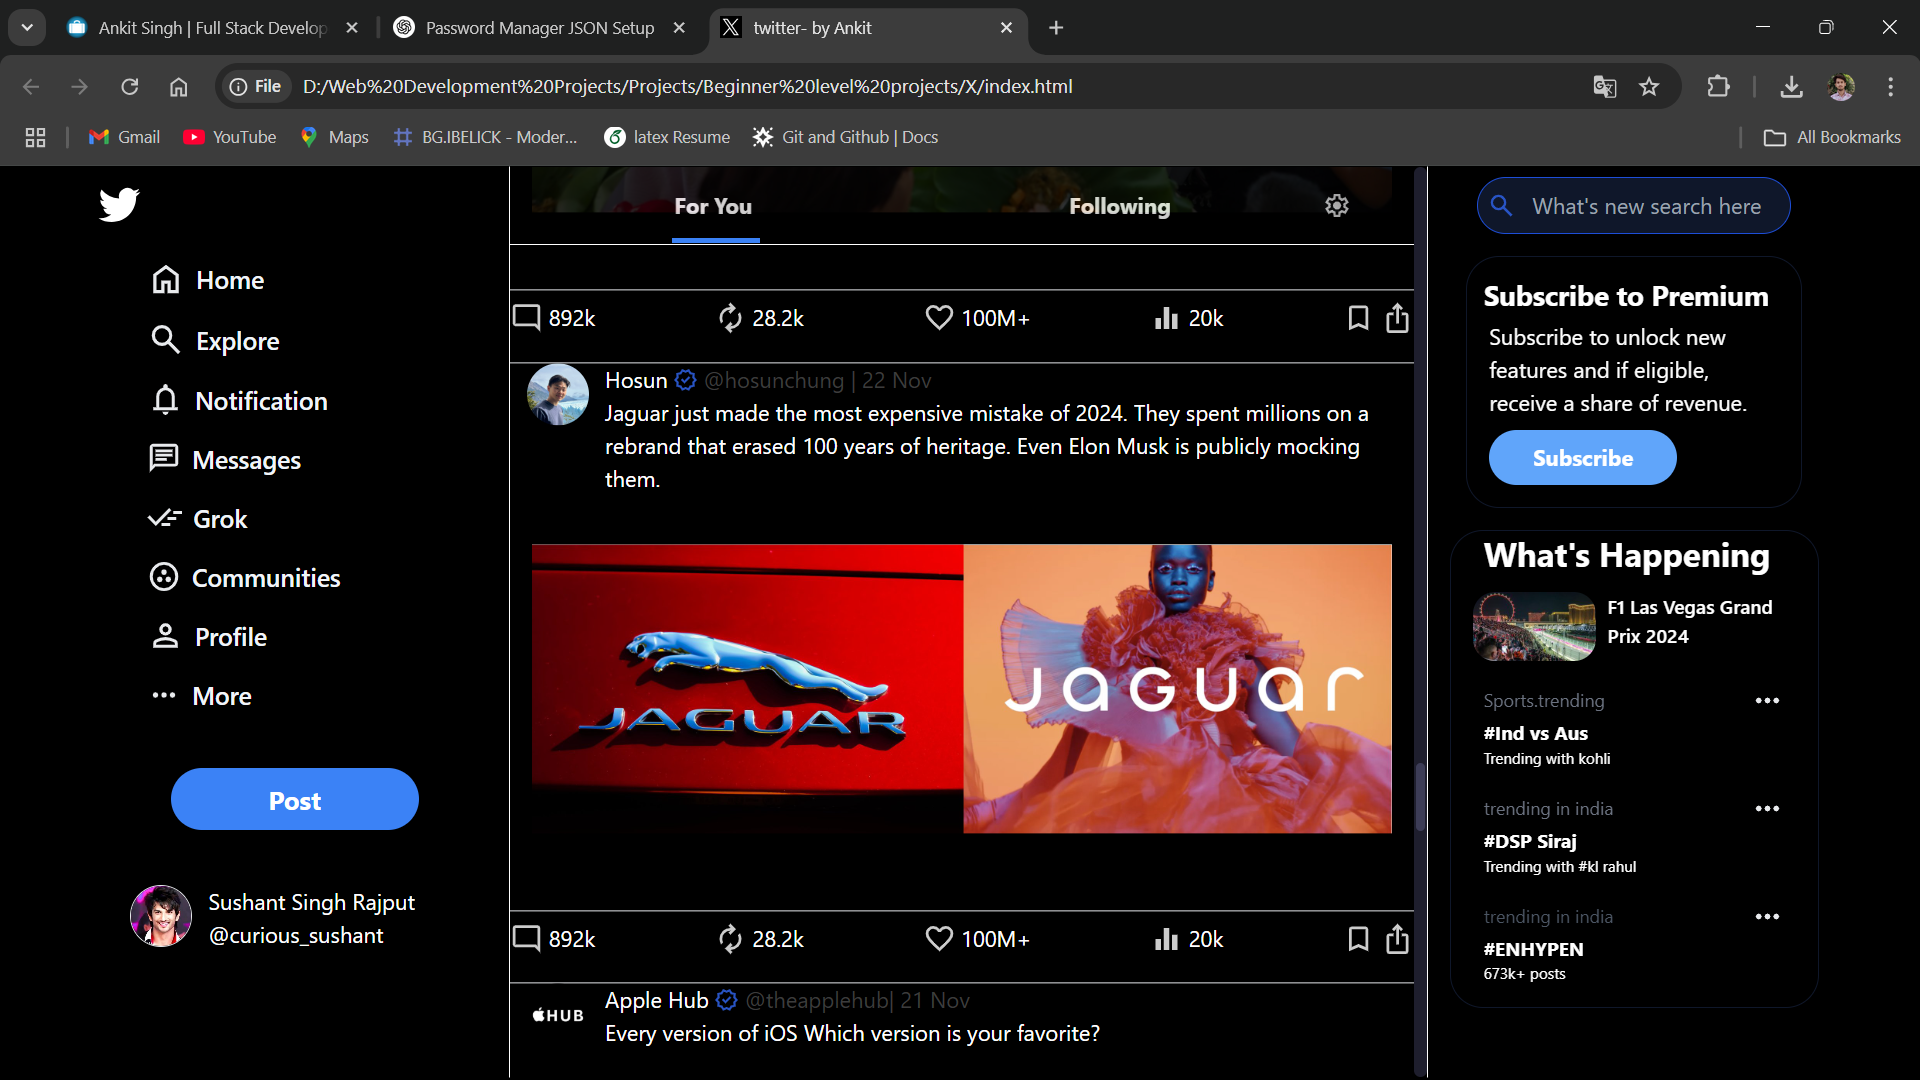 Ankit Singh | Full Stack Develop
Password Manager JSON Setup
twitter- by Ankit
File
D:/Web%20Development%20Projects/Projects/Beginner%20level%20projects/X/index.html
Gmail
YouTube
Maps
BG.IBELICK - Moder...
latex Resume
Git and Github | Docs
All Bookmarks
Home
Explore
Notification
Messages
Grok
Communities
Profile
More
Post
Sushant Singh Rajput
@curious_sushant
For You
Following
892k
28.2k
100M+
20k
Hosun @hosunchung | 22 Nov
Jaguar just made the most expensive mistake of 2024. They spent millions on a
rebrand that erased 100 years of heritage. Even Elon Musk is publicly mocking
them.
JAGUAR
JaGUar
892k
28.2k
100M+
20k
HUB
Apple Hub @theapplehub| 21 Nov
Every version of iOS Which version is your favorite?
What's new search here
Subscribe to Premium
Subscribe to unlock new
features and if eligible,
receive a share of revenue.
Subscribe
What's Happening
F1 Las Vegas Grand
Prix 2024
Sports.trending
#Ind vs Aus
Trending with kohli
trending in india
#DSP Siraj
Trending with #kl rahul
trending in india
#ENHYPEN
673k+ posts